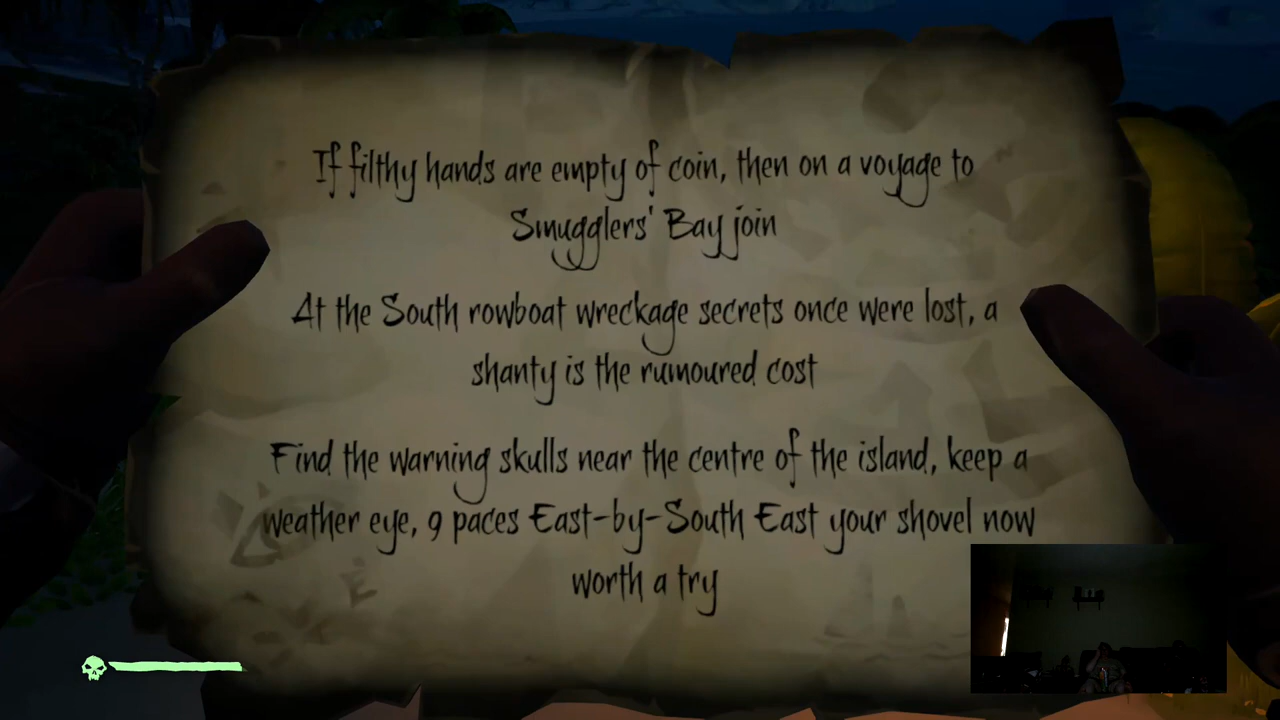 If filthy hands are empty of coin, then on a voyage to
Smugglers' Bay join
At the South rowboat wreckage secrets once were lost, a
shanty is the rumoured cost
Find the warning skulls near the centre of the island, keep a
weather eye, 9 paces East-by-South East your shovel now
worth a try